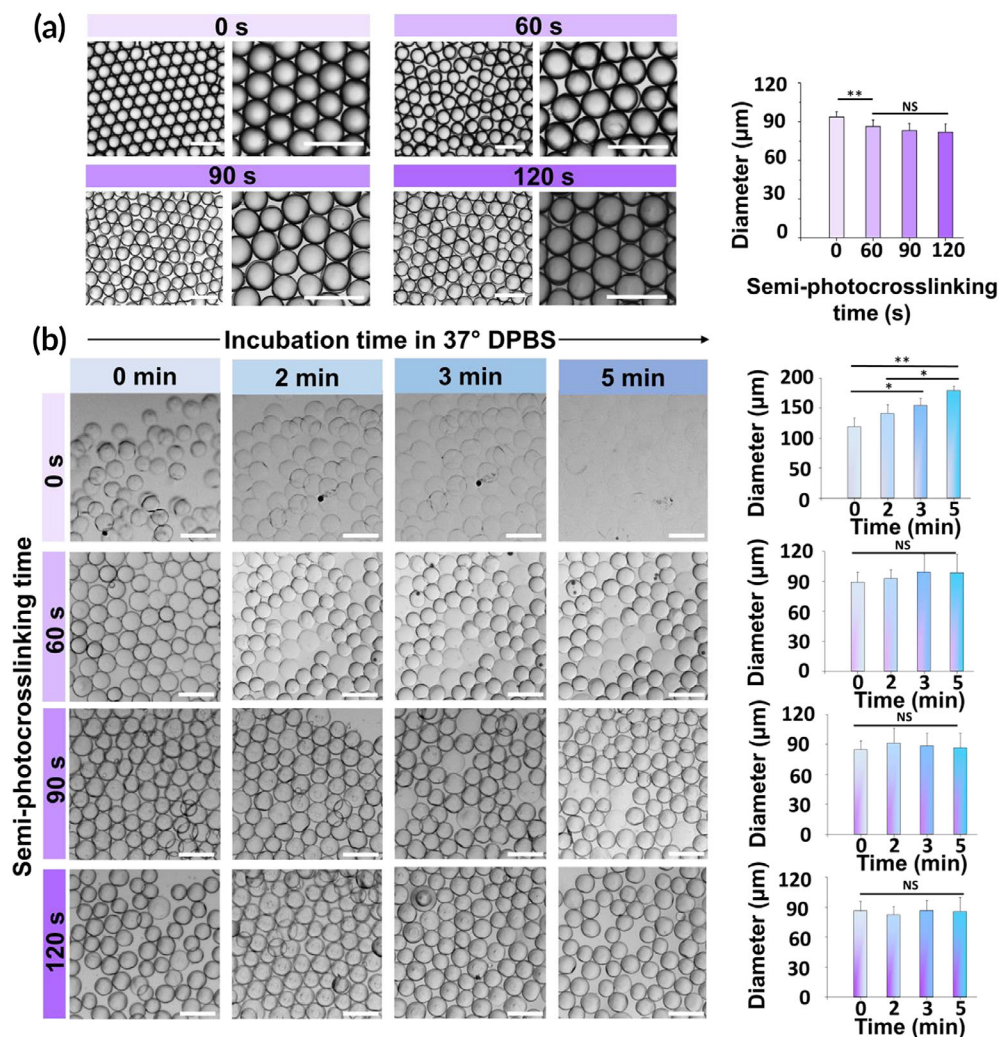 (a)
0 s
60 s
90 s
120 s
120
90
60
30
0
Diameter (µm)
**
NS
0 60 90 120
Semi-photocrosslinking
time (s)
(b)
Incubation time in 37° DPBS
0 min
2 min
3 min
5 min
Semi-photocrosslinking time
0 s
60 s
90 s
120 s
Diameter (µm)
200
150
100
50
0
**
*
*
0 2 3 5
Time (min)
Diameter (µm)
120
90
60
30
0
NS
0 2 3 5
Time (min)
Diameter (µm)
120
90
60
30
0
NS
0 2 3 5
Time (min)
Diameter (µm)
120
90
60
30
0
NS
0 2 3 5
Time (min)